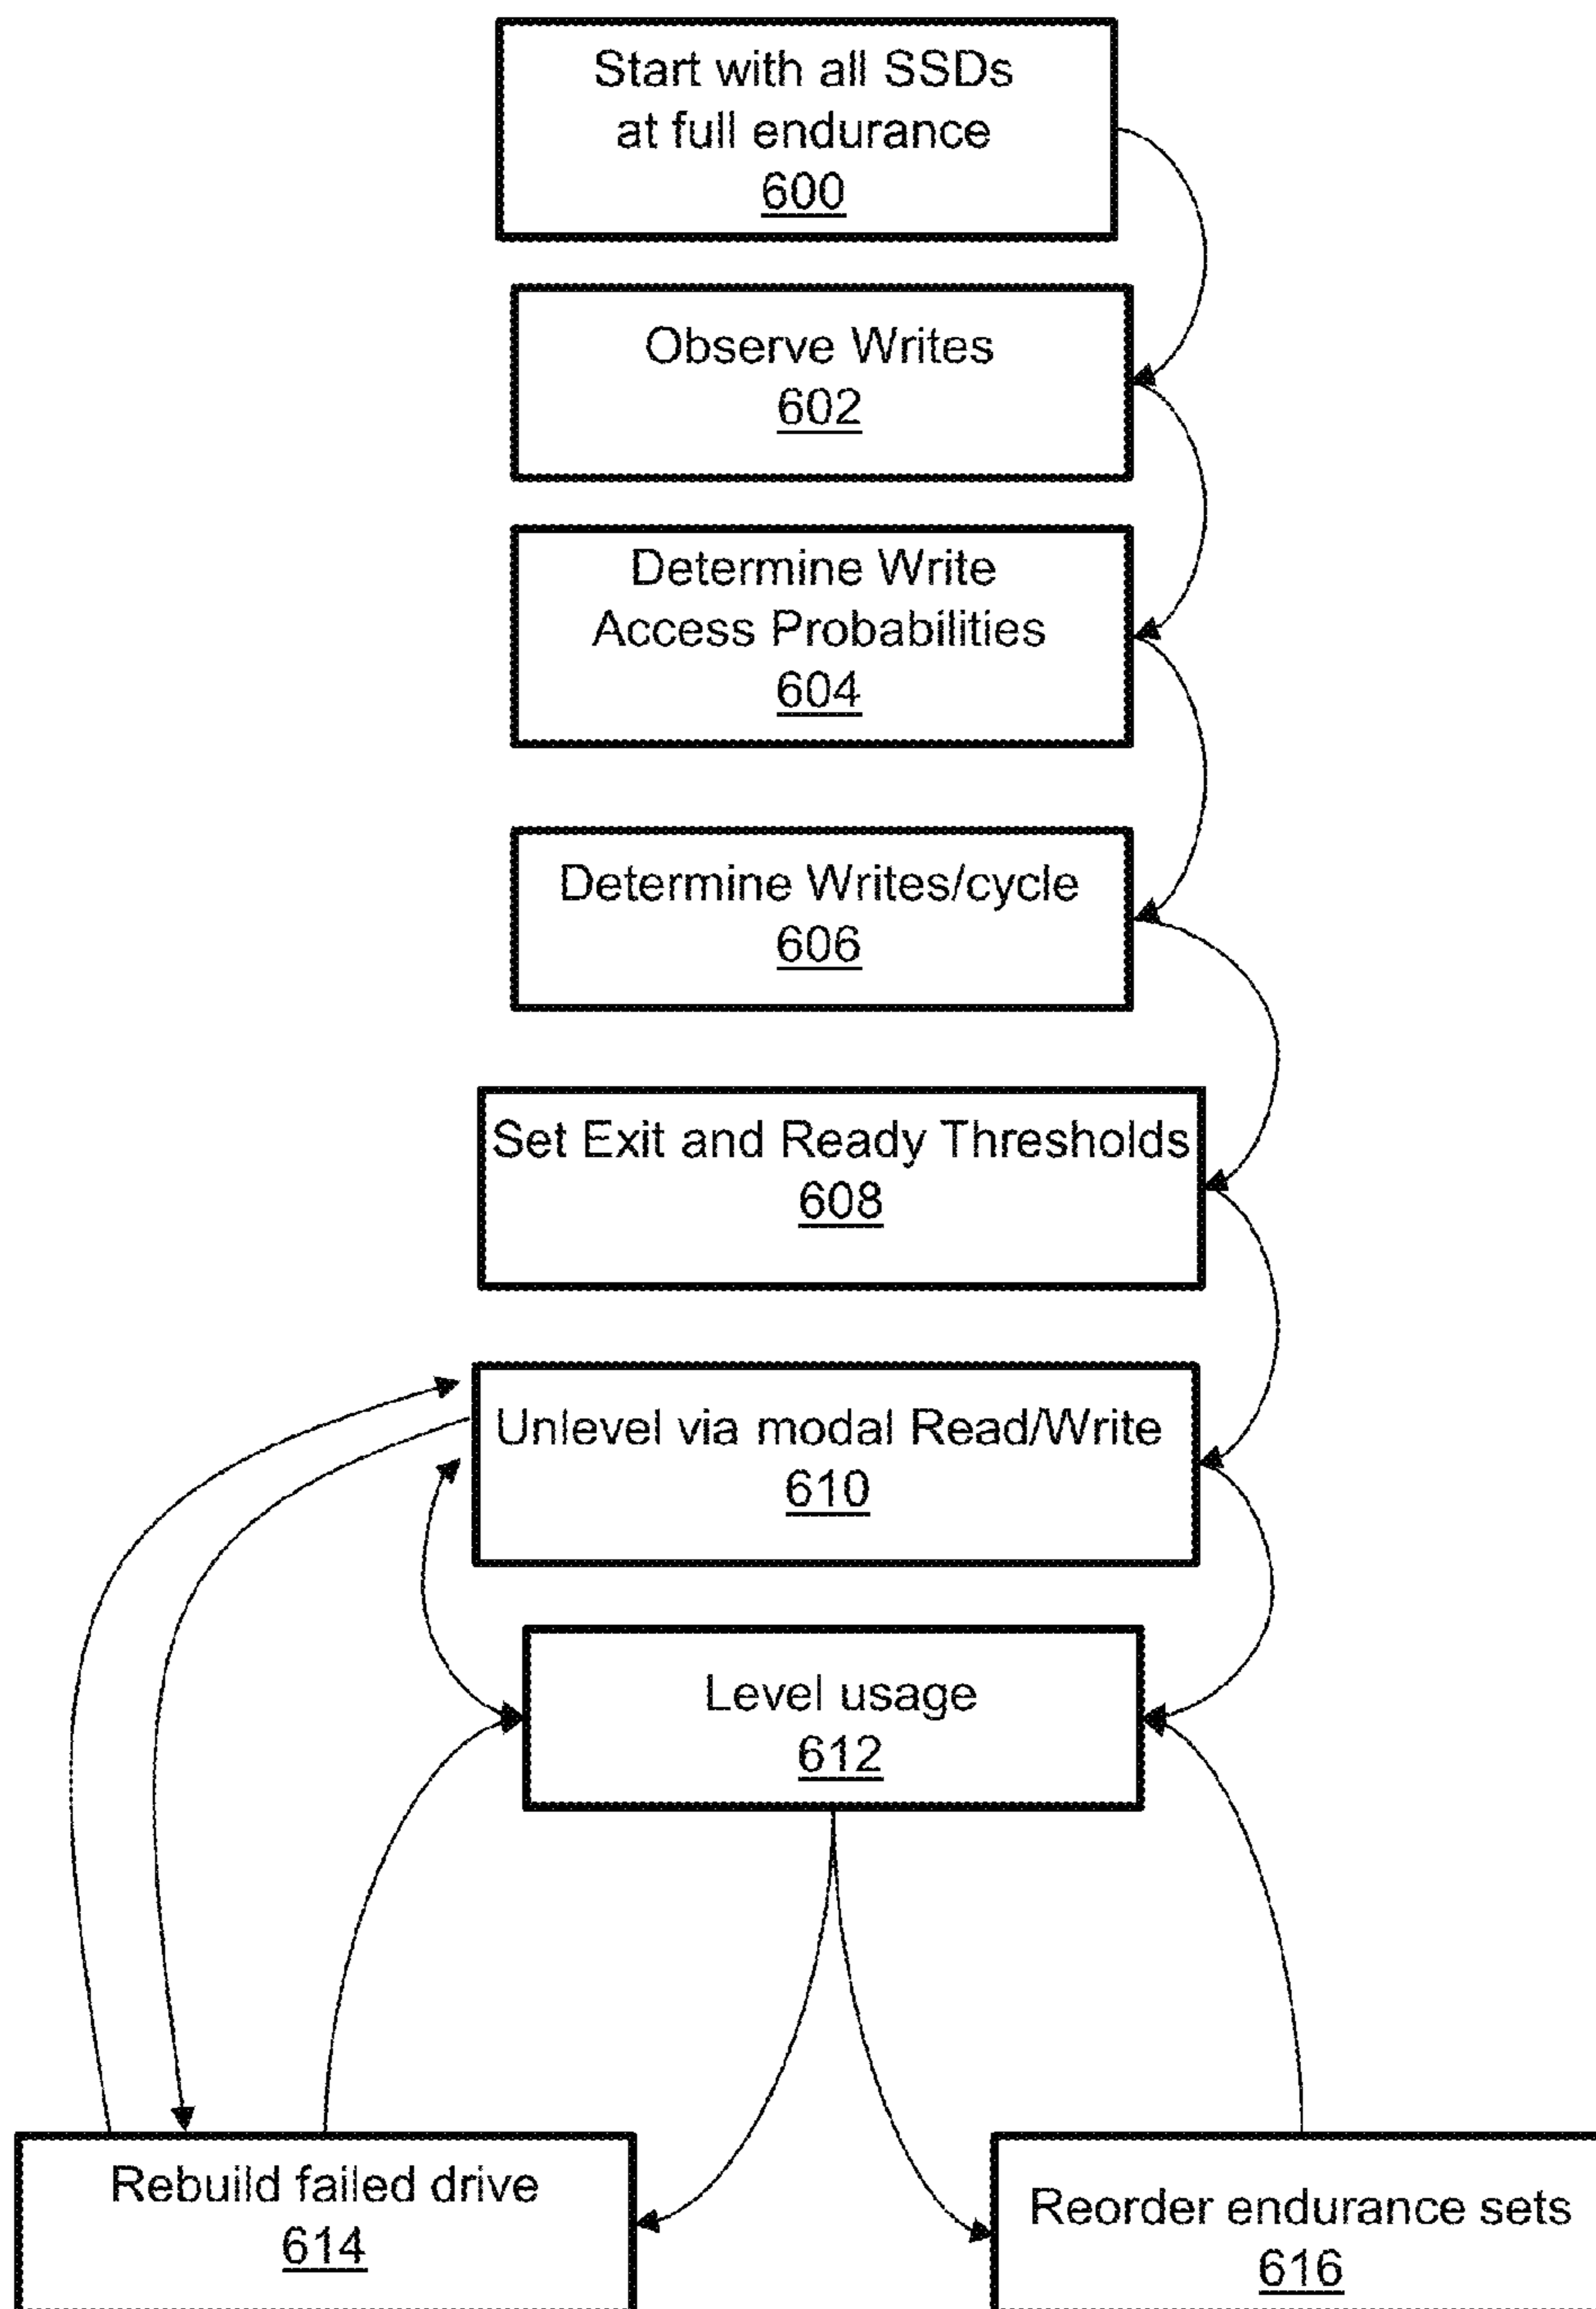 Start with all SSDs
at full endurance
600
Observe Writes
602
Determine Write
Access Probabilities
604
Determine Writes/cycle
606
Set Exit and Ready Thresholds
608
Unlevel via modal Read/Write
610
Level usage
612
Rebuild failed drive
614
Reorder endurance sets
616